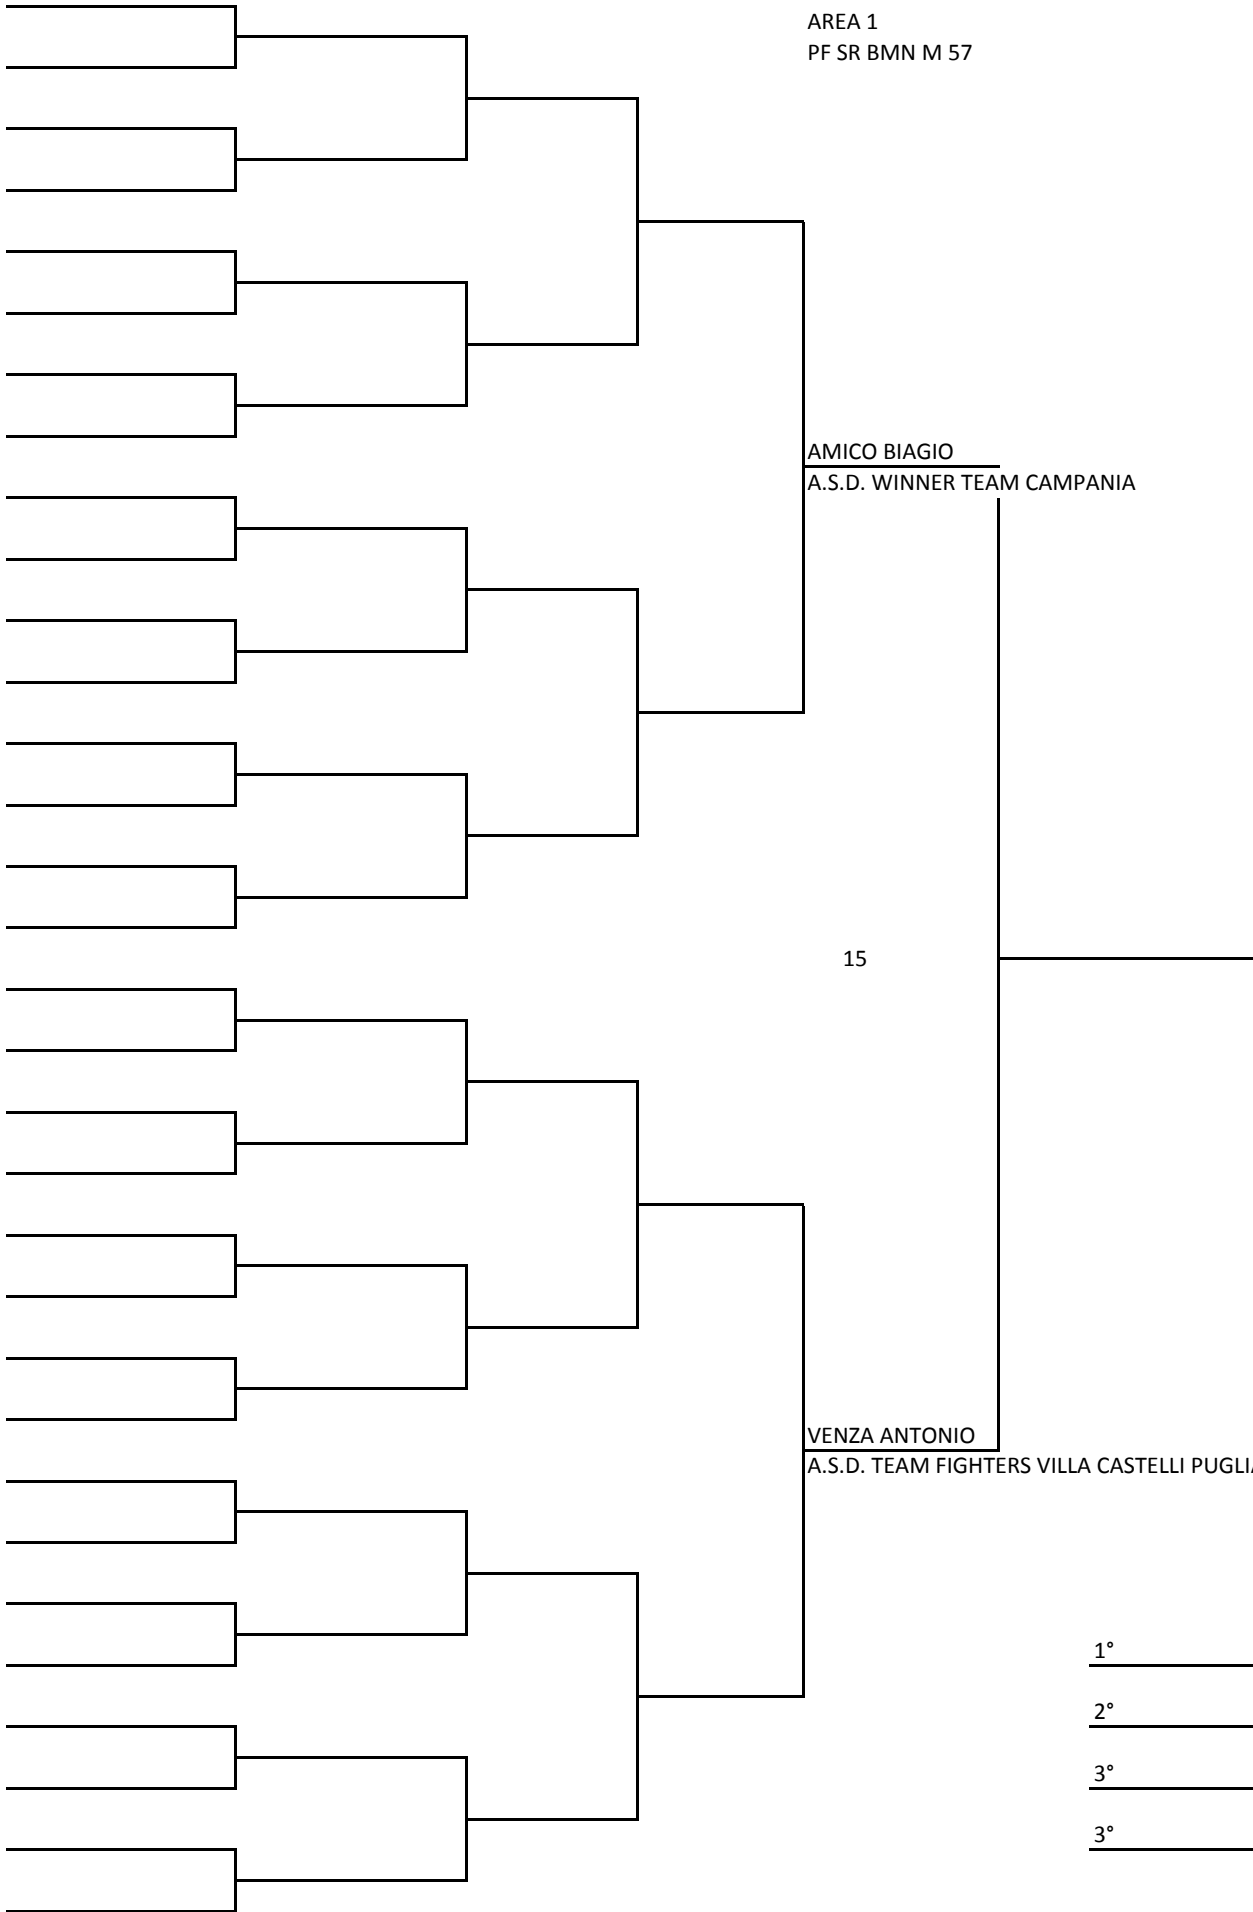 AREA 1
PF SR BMN M 57
AMICO BIAGIO
A.S.D. WINNER TEAM CAMPANIA
15
VENZA ANTONIO
A.S.D. TEAM FIGHTERS VILLA CASTELLI PUGLIA
1°
2°
3°
3°